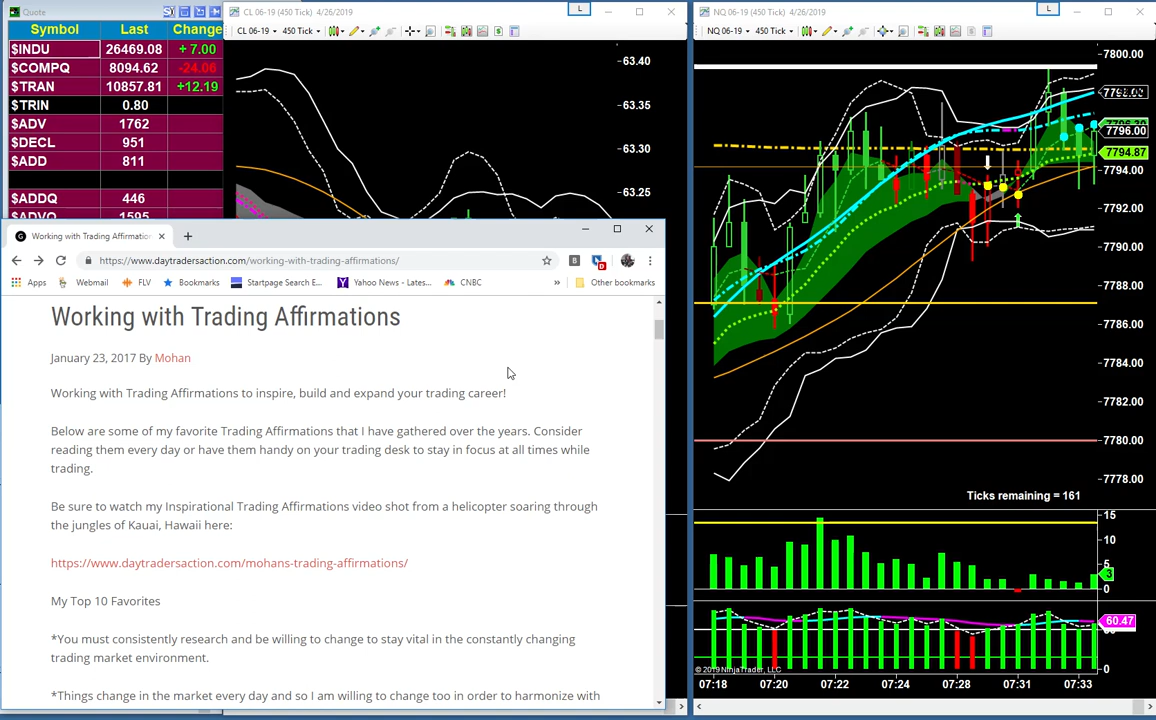 Quote
Symbol Last Change
$INDU 26469.08 + 7.00
$COMPQ 8094.62 -24.06
$TRAN 10857.81 +12.19
$TRIN 0.80
$ADV 1762
$DECL 951
$ADD 811
$ADDQ 446
$ADVQ 1595
CL 06-19 (450 Tick) 4/26/2019
L
CL 06-19 450 Tick
63.40
63.35
63.30
63.25
NQ 06-19 (450 Tick) 4/26/2019
L
NQ 06-19 450 Tick
7800.00
7796.00
7794.87
7794.00
7792.00
7790.00
7788.00
7786.00
7784.00
7782.00
7780.00
7778.00
Ticks remaining = 161
15
10
5
0
3
60.47
0
© 2019 NinjaTrader, LLC
07:18 07:20 07:22 07:24 07:28 07:31 07:33
Working with Trading Affirmation
https://www.daytradersaction.com/working-with-trading-affirmations/
Apps Webmail FLV Bookmarks Startpage Search E... Yahoo News - Lates... CNBC » Other bookmarks
Working with Trading Affirmations
January 23, 2017 By Mohan
Working with Trading Affirmations to inspire, build and expand your trading career!
Below are some of my favorite Trading Affirmations that I have gathered over the years. Consider
reading them every day or have them handy on your trading desk to stay in focus at all times while
trading.
Be sure to watch my Inspirational Trading Affirmations video shot from a helicopter soaring through
the jungles of Kauai, Hawaii here:
https://www.daytradersaction.com/mohans-trading-affirmations/
My Top 10 Favorites
*You must consistently research and be willing to change to stay vital in the constantly changing
trading market environment.
*Things change in the market every day and so I am willing to change too in order to harmonize with